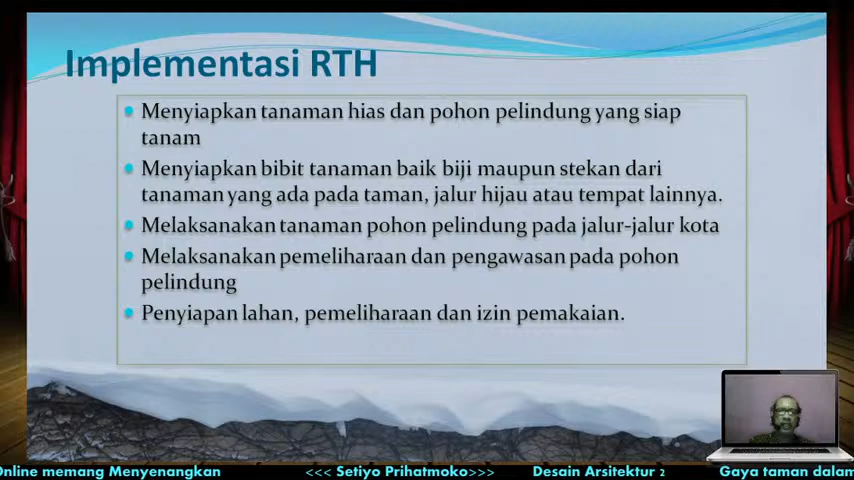 Implementasi RTH
Menyiapkan tanaman hias dan pohon pelindung yang siap
tanam
Menyiapkan bibit tanaman baik biji maupun stekan dari
tanaman yang ada pada taman, jalur hijau atau tempat lainnya.
Melaksanakan tanaman pohon pelindung pada jalur-jalur kota
Melaksanakan pemeliharaan dan pengawasan pada pohon
pelindung
Penyiapan lahan, pemeliharaan dan izin pemakaian.
Online memang Menyenangkan <<< Setiyo Prihatmoko>>> Desain Arsitektur 2 Gaya taman dalam